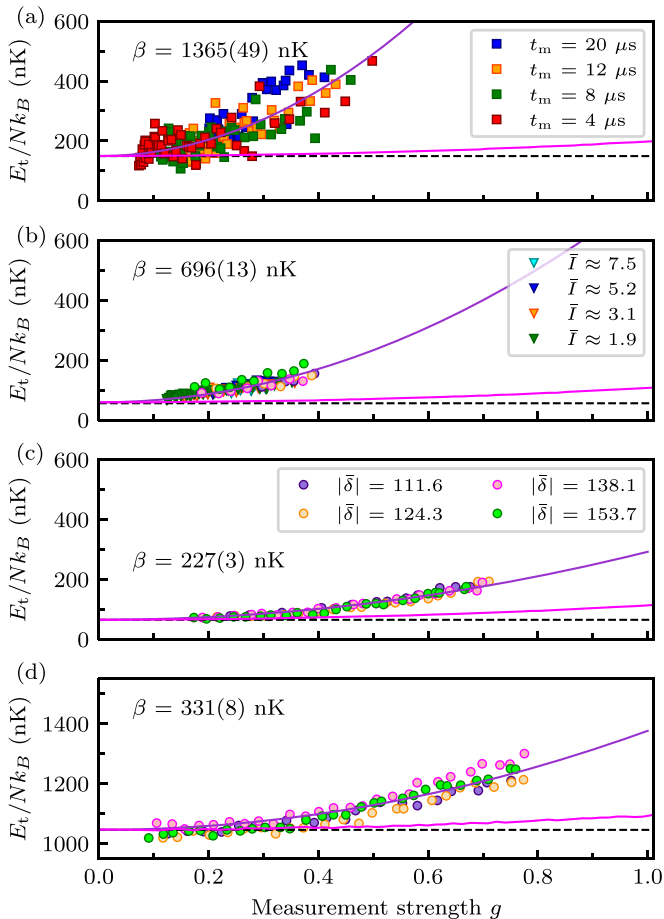 (a)
β = 1365(49) nK
t_m = 20 μs
t_m = 12 μs
t_m = 8 μs
t_m = 4 μs
E_t/Nk_B (nK)
600
400
200
0
(b)
β = 696(13) nK
Ī ≈ 7.5
Ī ≈ 5.2
Ī ≈ 3.1
Ī ≈ 1.9
E_t/Nk_B (nK)
600
400
200
0
(c)
|δ̄| = 111.6 |δ̄| = 138.1
|δ̄| = 124.3 |δ̄| = 153.7
β = 227(3) nK
E_t/Nk_B (nK)
600
400
200
0
(d)
β = 331(8) nK
E_t/Nk_B (nK)
1400
1200
1000
0.0 0.2 0.4 0.6 0.8 1.0
Measurement strength g